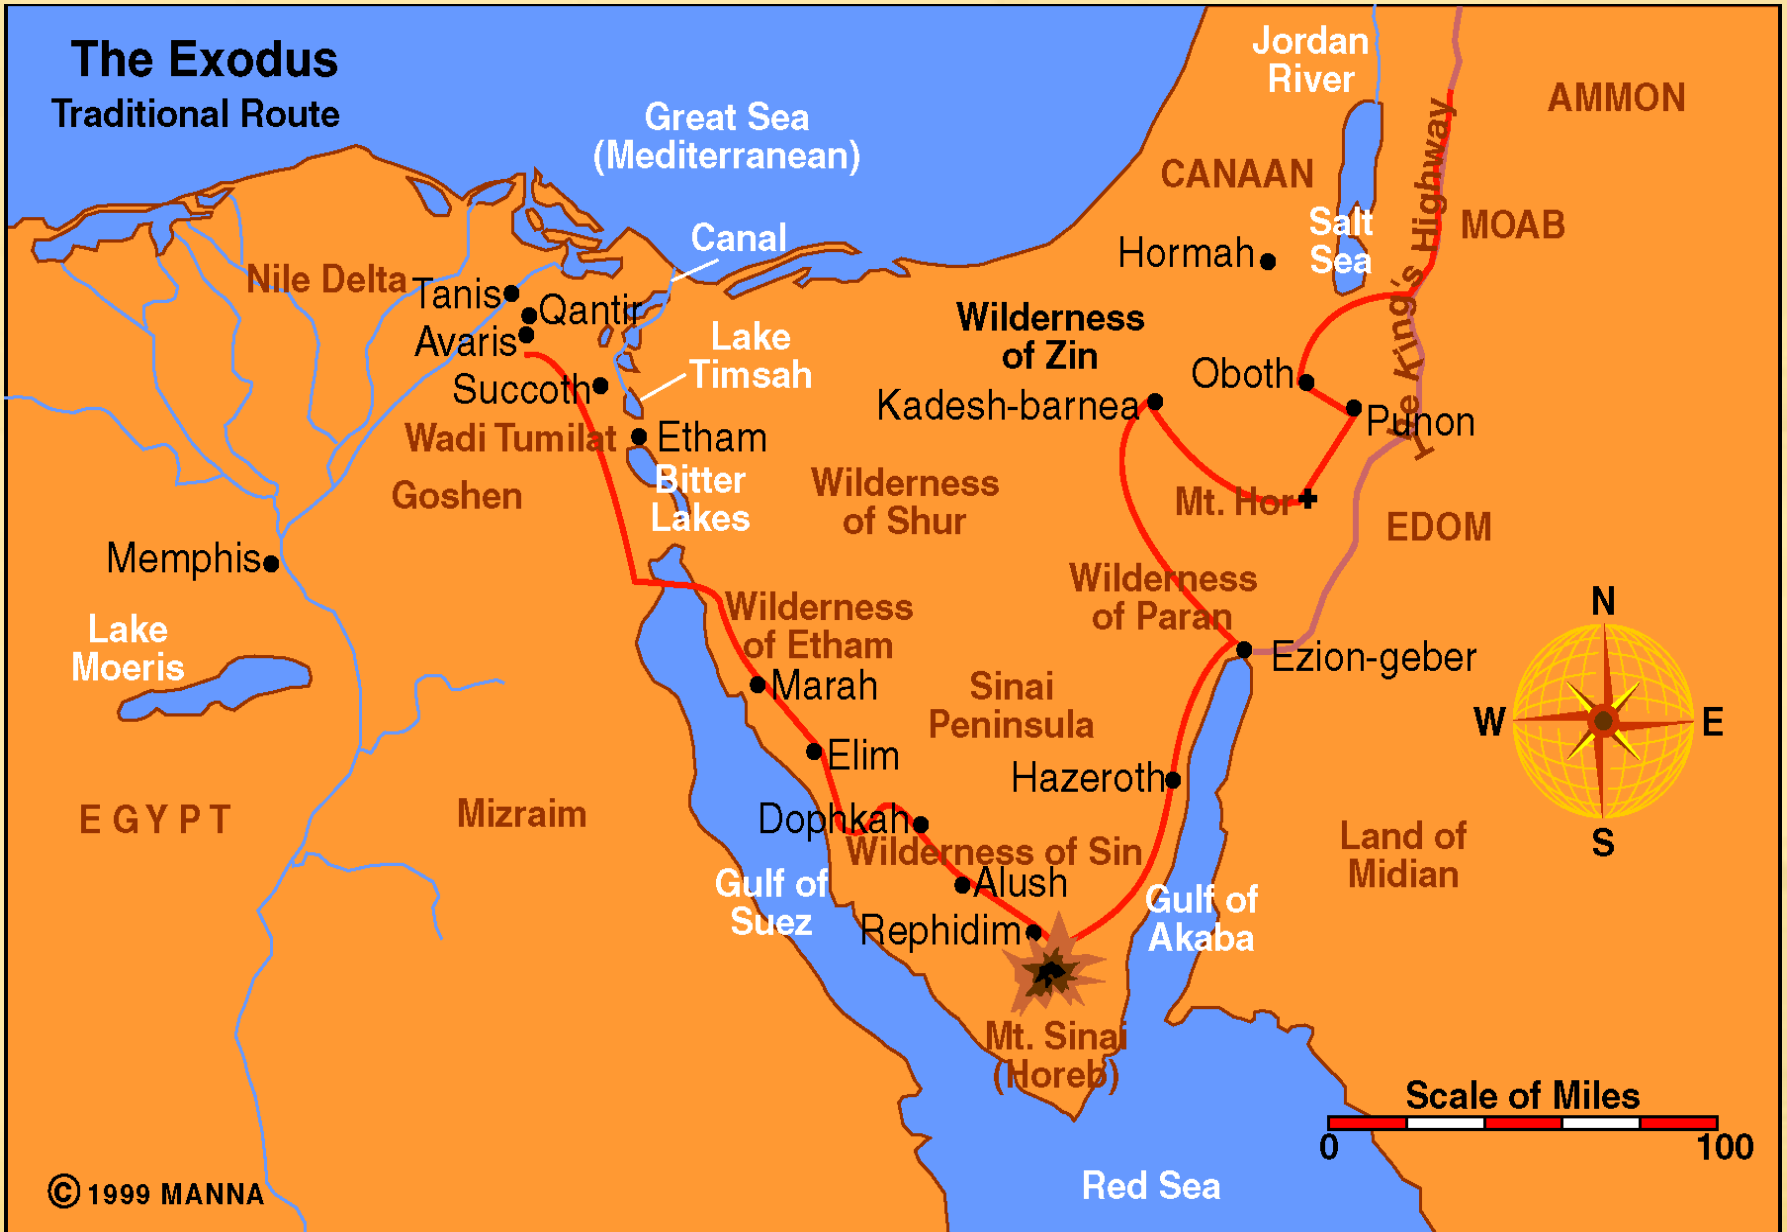 The Exodus
Traditional Route
Great Sea
(Mediterranean)
Jordan
River
AMMON
CANAAN
The King's Highway
MOAB
Salt
Sea
Canal
Hormah
Nile Delta
Tanis
Qantir
Avaris
Lake
Timsah
Wilderness
of Zin
Succoth
Oboth
Kadesh-barnea
Punon
Wadi Tumilat
Etham
Bitter
Lakes
Goshen
Wilderness
of Shur
Mt. Hor
EDOM
Memphis
Wilderness
of Etham
Wilderness
of Paran
Lake
Moeris
Ezion-geber
Marah
Sinai
Peninsula
N
W
E
S
Elim
Hazeroth
EGYPT
Mizraim
Dophkah
Wilderness of Sin
Land of
Midian
Alush
Gulf of
Suez
Gulf of
Akaba
Rephidim
Mt. Sinai
(Horeb)
Scale of Miles
0
100
Red Sea
© 1999 MANNA